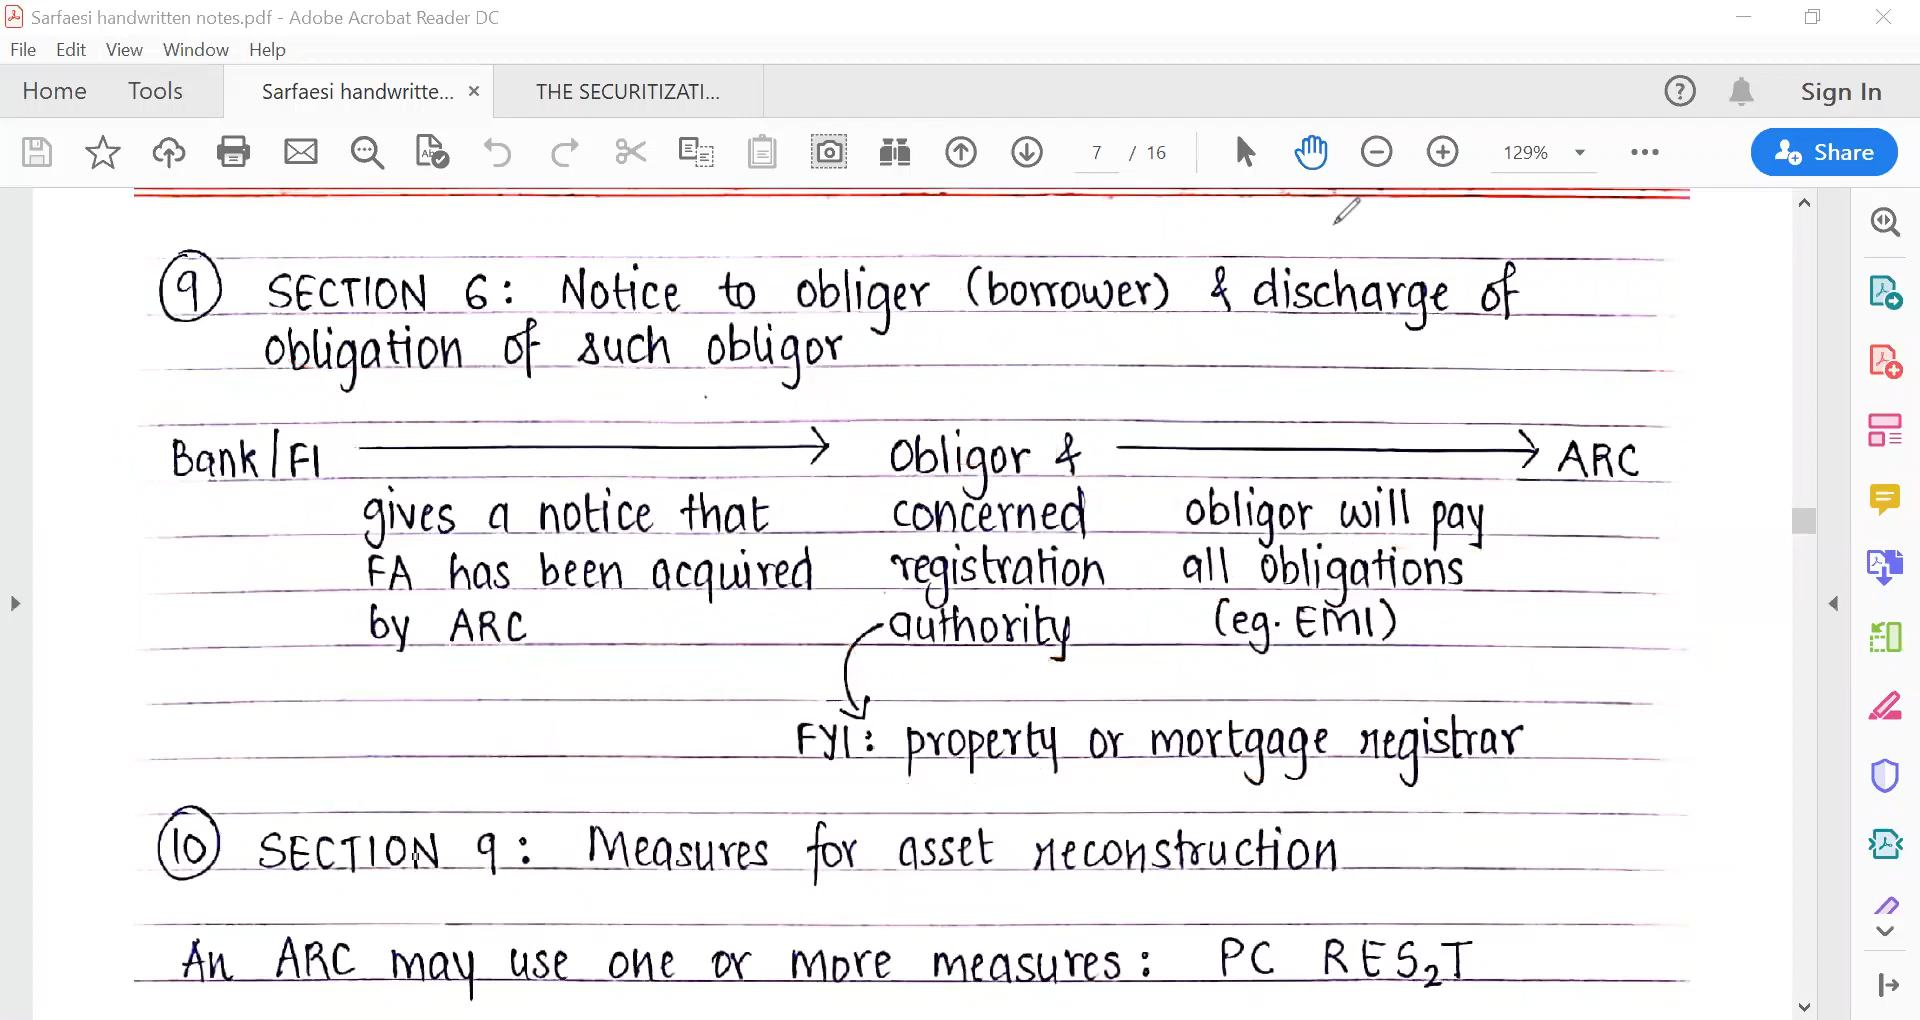 Sarfaesi handwritten notes.pdf - Adobe Acrobat Reader DC
File Edit View Window Help
Home Tools Sarfaesi handwritte... × THE SECURITIZATI... Sign In
7 / 16 129% Share
9 SECTION 6: Notice to obliger (borrower) & discharge of
obligation of such obligor
Bank/FI Obligor & ARC
gives a notice that concerned obligor will pay
FA has been acquired registration all obligations
by ARC authority (eg. EMI)
FYI: property or mortgage registrar
10 SECTION 9: Measures for asset reconstruction
An ARC may use one or more measures: PC RES₂T